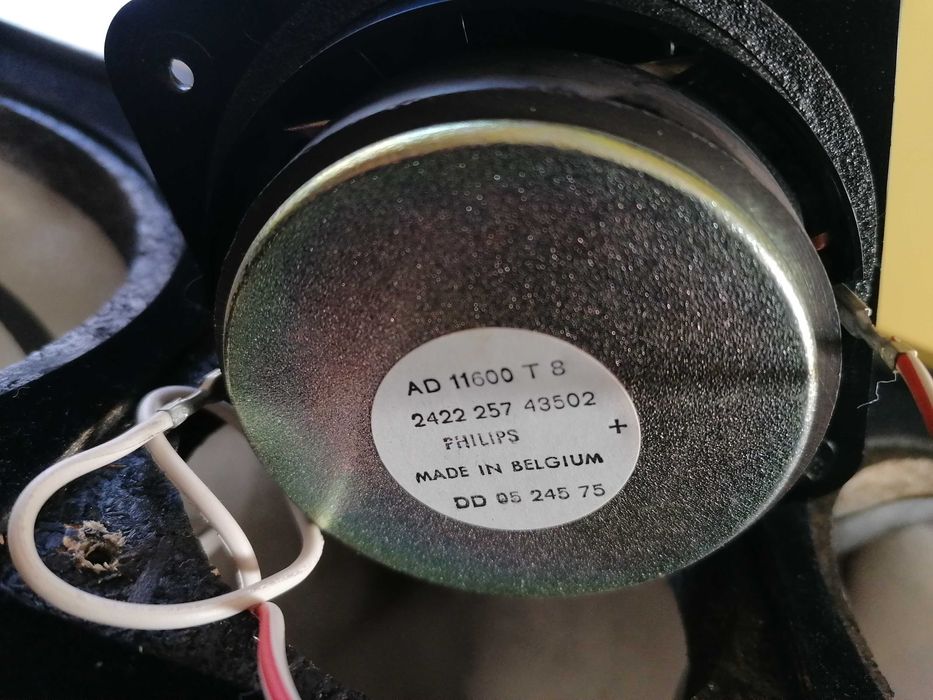 AD 11600 T 8
2422 257 43502
PHILIPS
+
MADE IN BELGIUM
DD 05 245 75